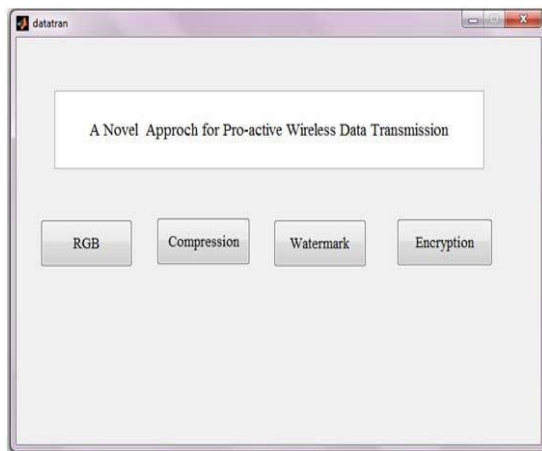 datatran
A Novel Approch for Pro-active Wireless Data Transmission
RGB
Compression
Watermark
Encryption